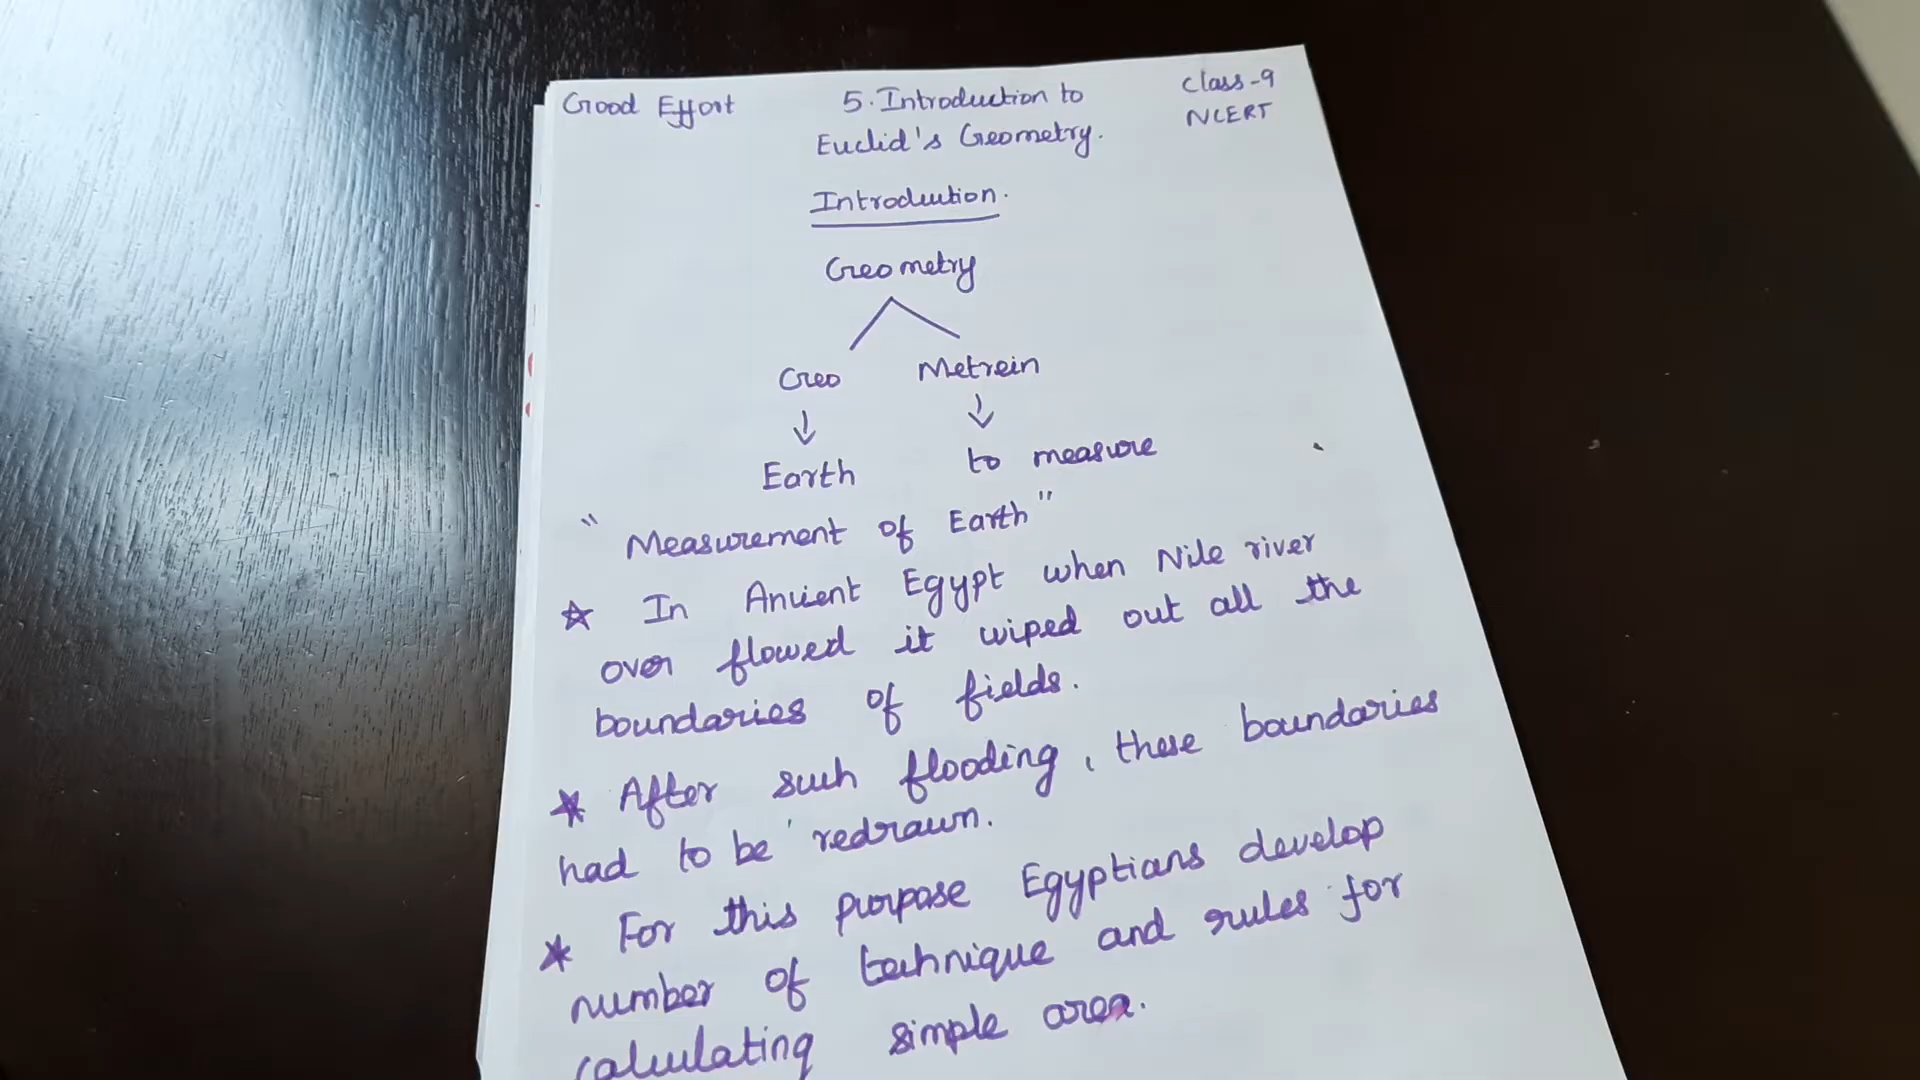 Good Effort
5. Introduction to
Euclid's Geometry.
Class-9
NCERT
Introduction.
Geometry
Geo Metrein
Earth to measure
"Measurement of Earth"
☆ In Ancient Egypt when Nile river
over flowed it wiped out all the
boundaries of fields.
★ After such flooding, these boundaries
had to be redrawn.
★ For this purpose Egyptians develop
number of technique and rules for
calculating simple area.